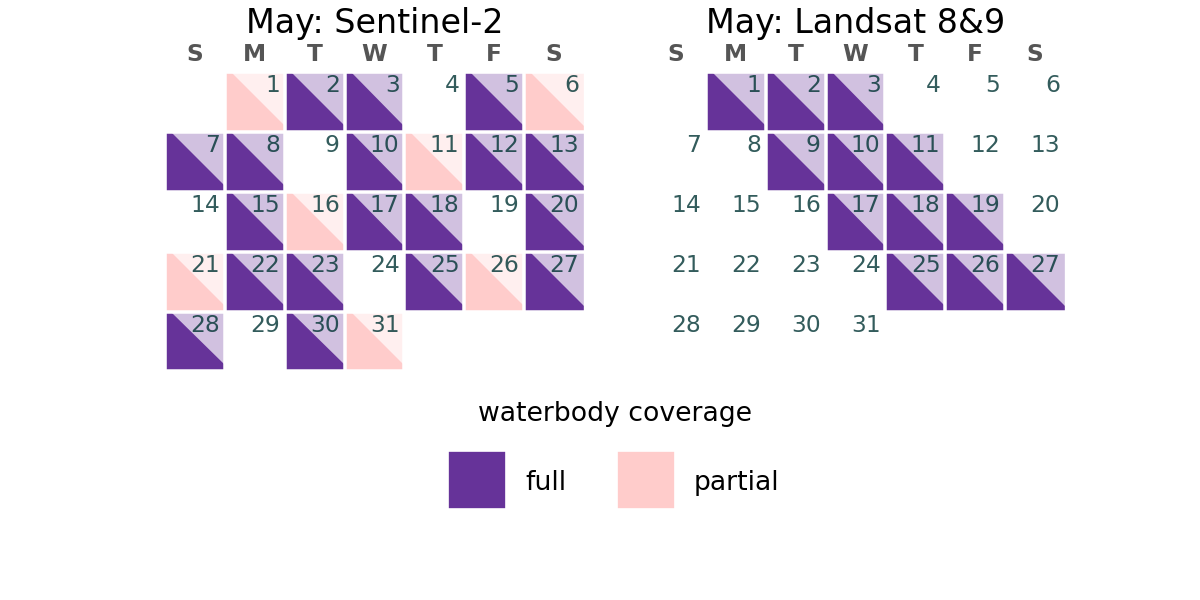 May: Sentinel-2
S M T W T F S
1 2 3 4 5 6
7 8 9 10 11 12 13
14 15 16 17 18 19 20
21 22 23 24 25 26 27
28 29 30 31
May: Landsat 8&9
S M T W T F S
1 2 3 4 5 6
7 8 9 10 11 12 13
14 15 16 17 18 19 20
21 22 23 24 25 26 27
28 29 30 31
waterbody coverage
full partial